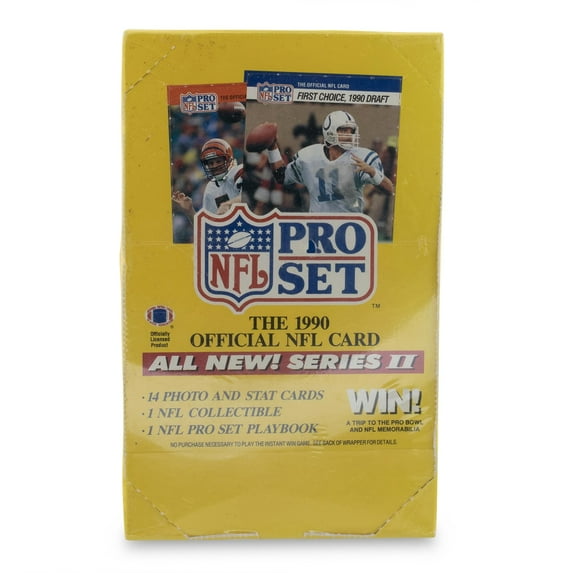 PRO
SET
NFL
THE OFFICIAL
THE OFFICIAL NFL CARD
PRO
SET
NFL
FIRST CHOICE, 1990 DRAFT
11
NFL
PRO
SET
TM
THE 1990
OFFICIAL NFL CARD
Officially
Licensed
Product
ALL NEW! SERIES II
· 14 PHOTO AND STAT CARDS
· 1 NFL COLLECTIBLE
· 1 NFL PRO SET PLAYBOOK
WIN!
A TRIP TO THE PRO BOWL
AND NFL MEMORABILIA
NO PURCHASE NECESSARY TO PLAY THE INSTANT WIN GAME. SEE BACK OF WRAPPER FOR DETAILS.